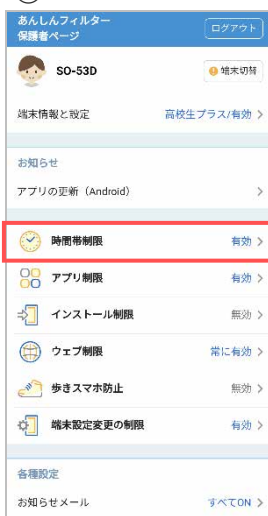 あんしんフィルター
保護者ページ
ログアウト
SO-53D
端末切替
端末情報と設定 高校生プラス/有効
お知らせ
アプリの更新（Android）
時間帯制限 有効
アプリ制限 有効
インストール制限 無効
ウェブ制限 常に有効
歩きスマホ防止 無効
端末設定変更の制限 有効
各種設定
お知らせメール すべてON